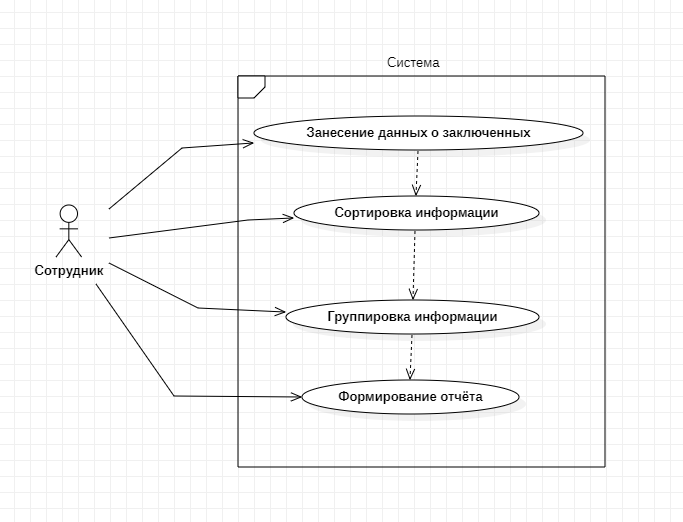 Система
Занесение данных о заключенных
Сортировка информации
Сотрудник
Группировка информации
Формирование отчёта